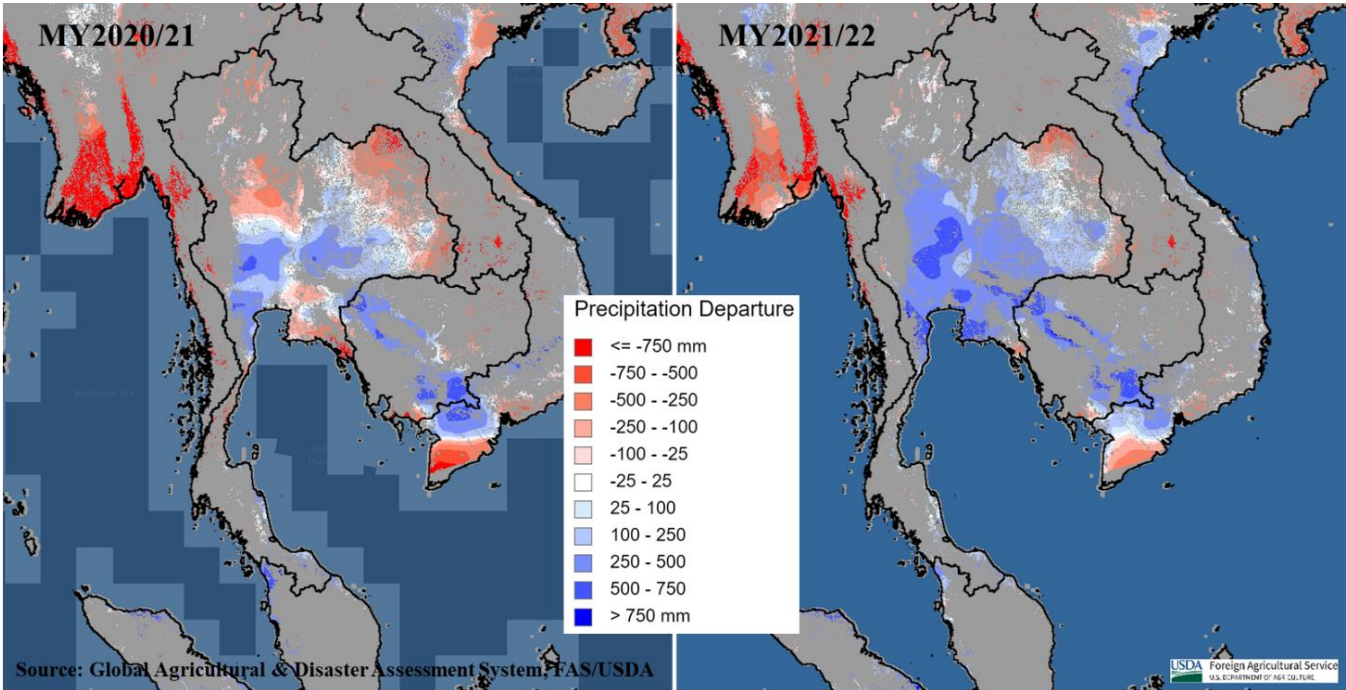 MY2020/21
MY2021/22
Precipitation Departure
<= -750 mm
-750 - -500
-500 - -250
-250 - -100
-100 - -25
-25 - 25
25 - 100
100 - 250
250 - 500
500 - 750
> 750 mm
Source: Global Agricultural & Disaster Assessment System, FAS/USDA
USDA Foreign Agricultural Service
U.S. DEPARTMENT OF AGRICULTURE